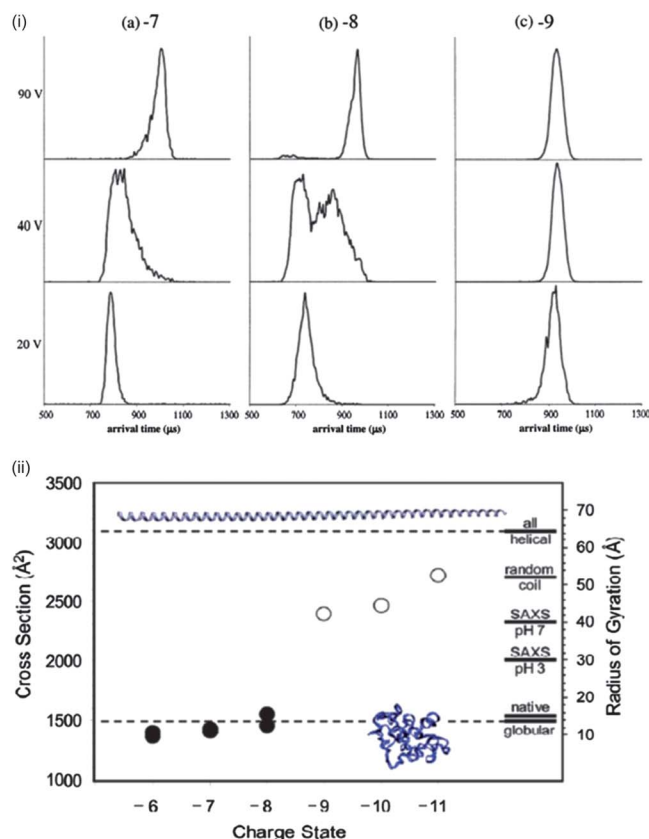 (i)
(a) -7 (b) -8 (c) -9
90 V
40 V
20 V
500 700 900 1100 1300 500 700 900 1100 1300 500 700 900 1100 1300
arrival time (µs) arrival time (µs) arrival time (µs)
(ii)
3500
3000
2500
2000
1500
1000
Cross Section (Å²)
70
60
50
40
30
20
10
Radius of Gyration (Å)
all
helical
random
coil
SAXS
pH 7
SAXS
pH 3
native
globular
– 6 – 7 – 8 – 9 – 10 – 11
Charge State